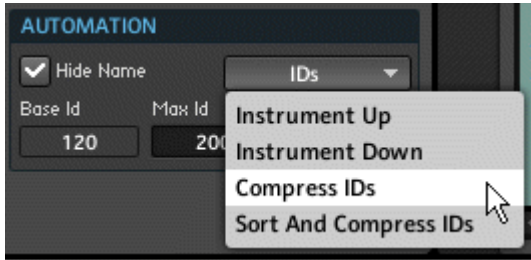 AUTOMATION
Hide Name
IDs
Base Id
Max Id
120
200
Instrument Up
Instrument Down
Compress IDs
Sort And Compress IDs